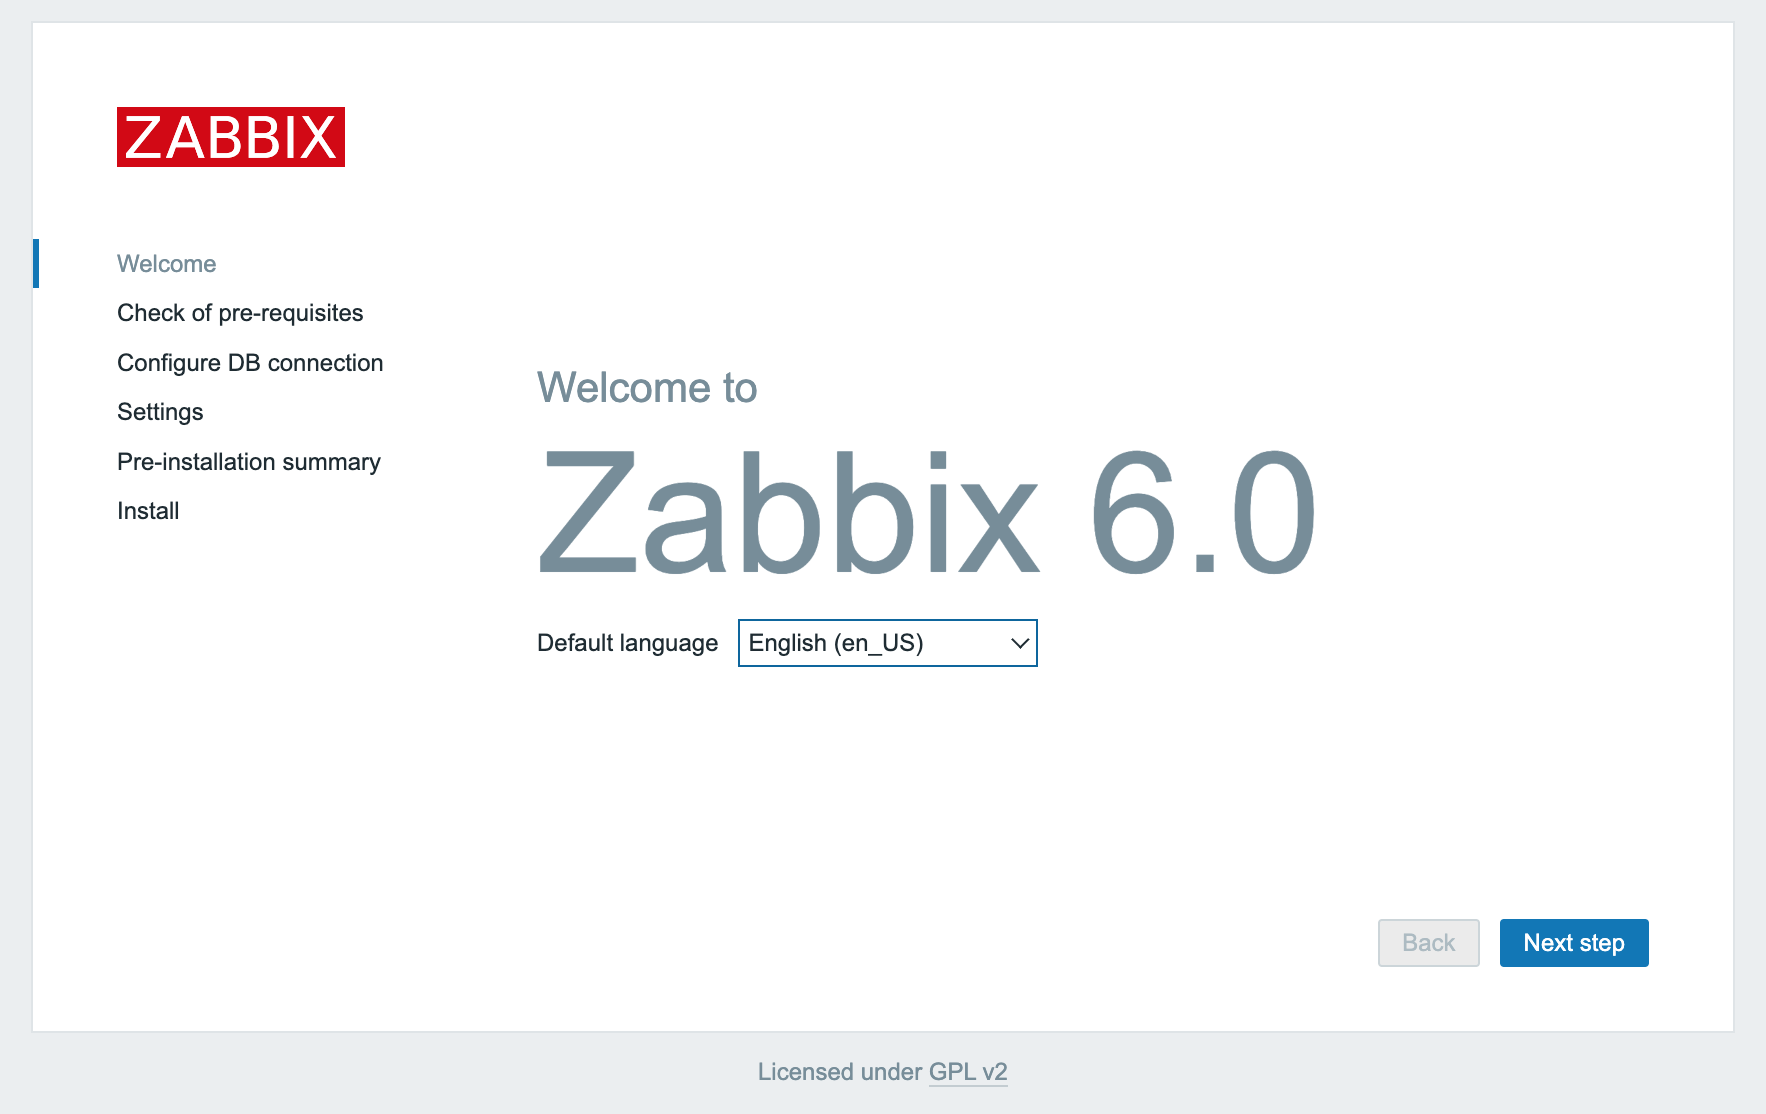 ZABBIX
Welcome
Check of pre-requisites
Configure DB connection
Settings
Pre-installation summary
Install
Welcome to
Zabbix 6.0
Default language English (en_US)
Back Next step
Licensed under GPL v2